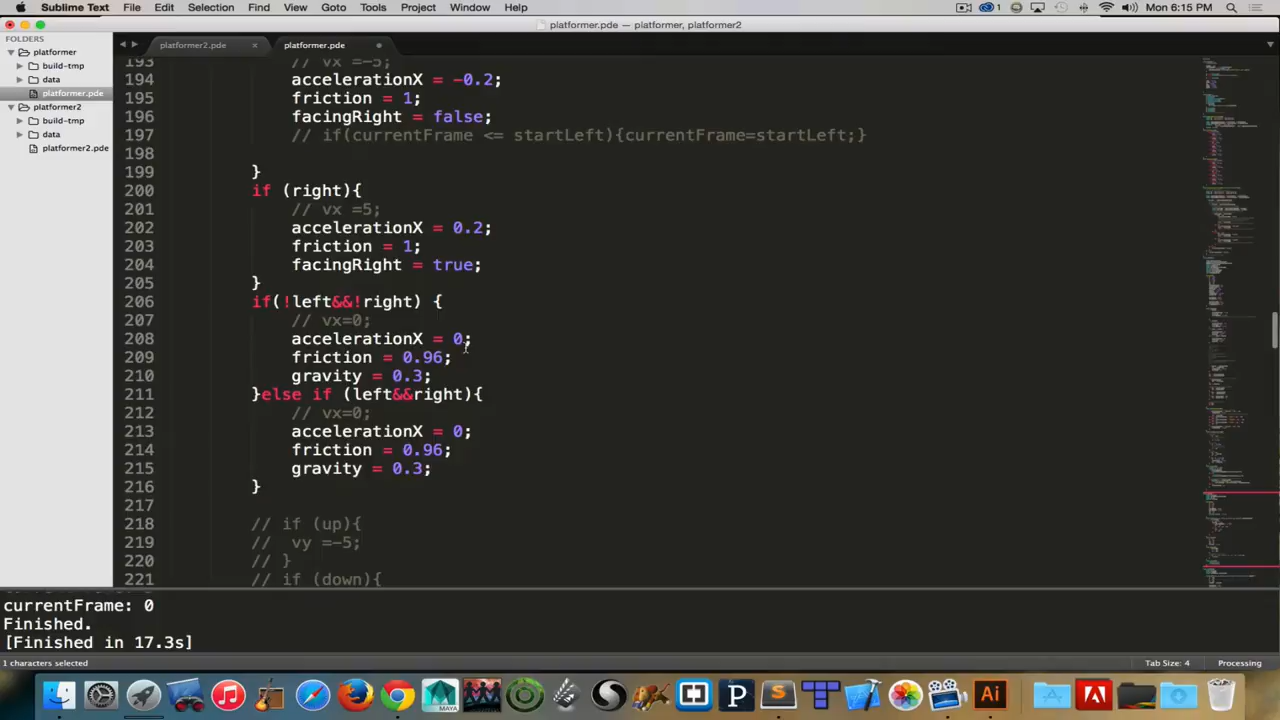 Sublime Text File Edit Selection Find View Goto Tools Project Window Help 1 Mon 6:15 PM
platformer.pde — platformer, platformer2
FOLDERS
platformer
build-tmp
data
platformer.pde
platformer2
build-tmp
data
platformer2.pde
platformer2.pde × platformer.pde
193 // vx =-5;
194 accelerationX = -0.2;
195 friction = 1;
196 facingRight = false;
197 // if(currentFrame <= startLeft){currentFrame=startLeft;}
198
199 }
200 if (right){
201 // vx =5;
202 accelerationX = 0.2;
203 friction = 1;
204 facingRight = true;
205 }
206 if(!left&&!right) {
207 // vx=0;
208 accelerationX = 0;
209 friction = 0.96;
210 gravity = 0.3;
211 }else if (left&&right){
212 // vx=0;
213 accelerationX = 0;
214 friction = 0.96;
215 gravity = 0.3;
216 }
217
218 // if (up){
219 // vy =-5;
220 // }
221 // if (down){
currentFrame: 0
Finished.
[Finished in 17.3s]
1 characters selected Tab Size: 4 Processing
MAYA P S T Ai